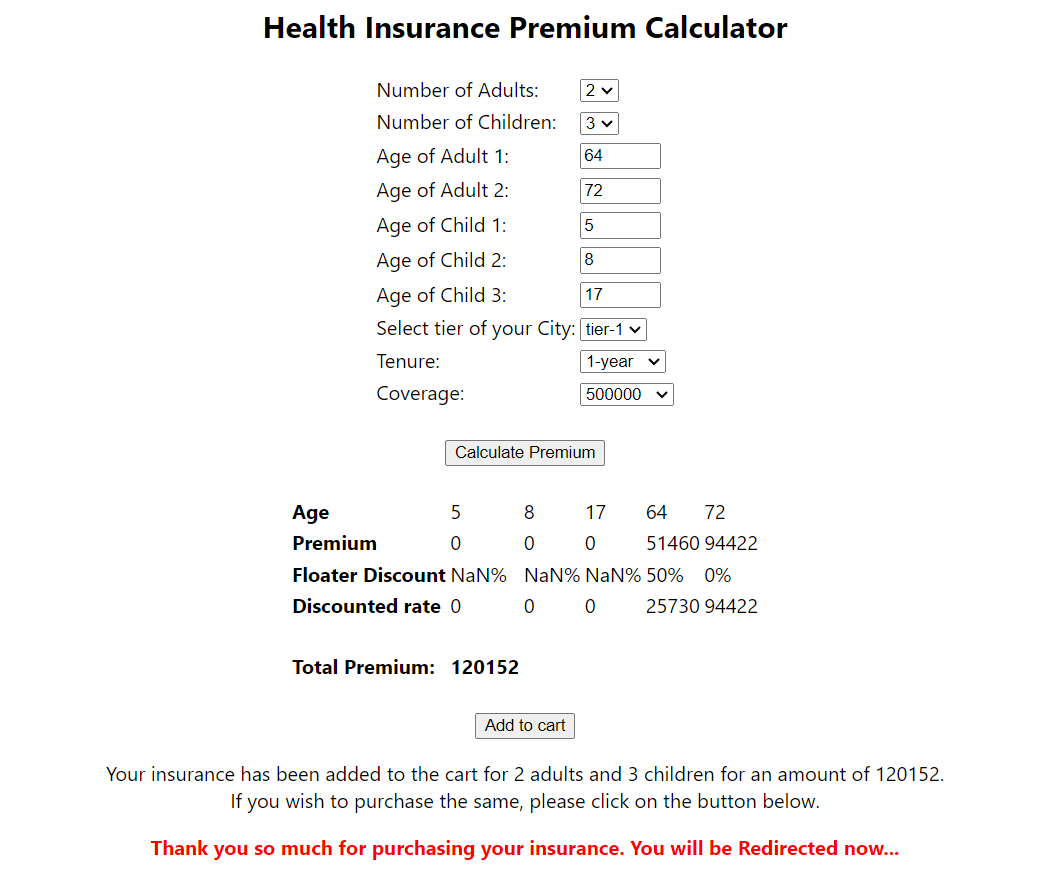 Health Insurance Premium Calculator
Number of Adults: 2
Number of Children: 3
Age of Adult 1: 64
Age of Adult 2: 72
Age of Child 1: 5
Age of Child 2: 8
Age of Child 3: 17
Select tier of your City: tier-1
Tenure: 1-year
Coverage: 500000
Calculate Premium
Age 5 8 17 64 72
Premium 0 0 0 51460 94422
Floater Discount NaN% NaN% NaN% 50% 0%
Discounted rate 0 0 0 25730 94422
Total Premium: 120152
Add to cart
Your insurance has been added to the cart for 2 adults and 3 children for an amount of 120152.
If you wish to purchase the same, please click on the button below.
Thank you so much for purchasing your insurance. You will be Redirected now...